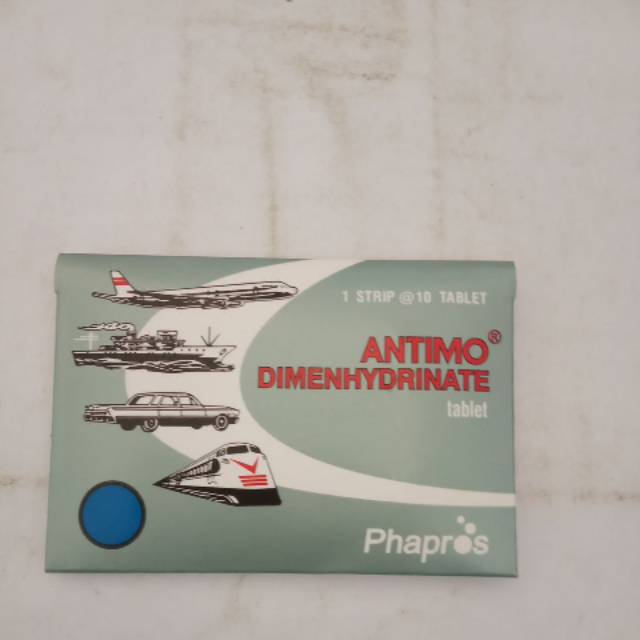 1 STRIP @ 10 TABLET
ANTIMO®
DIMENHYDRINATE
tablet
Phapros